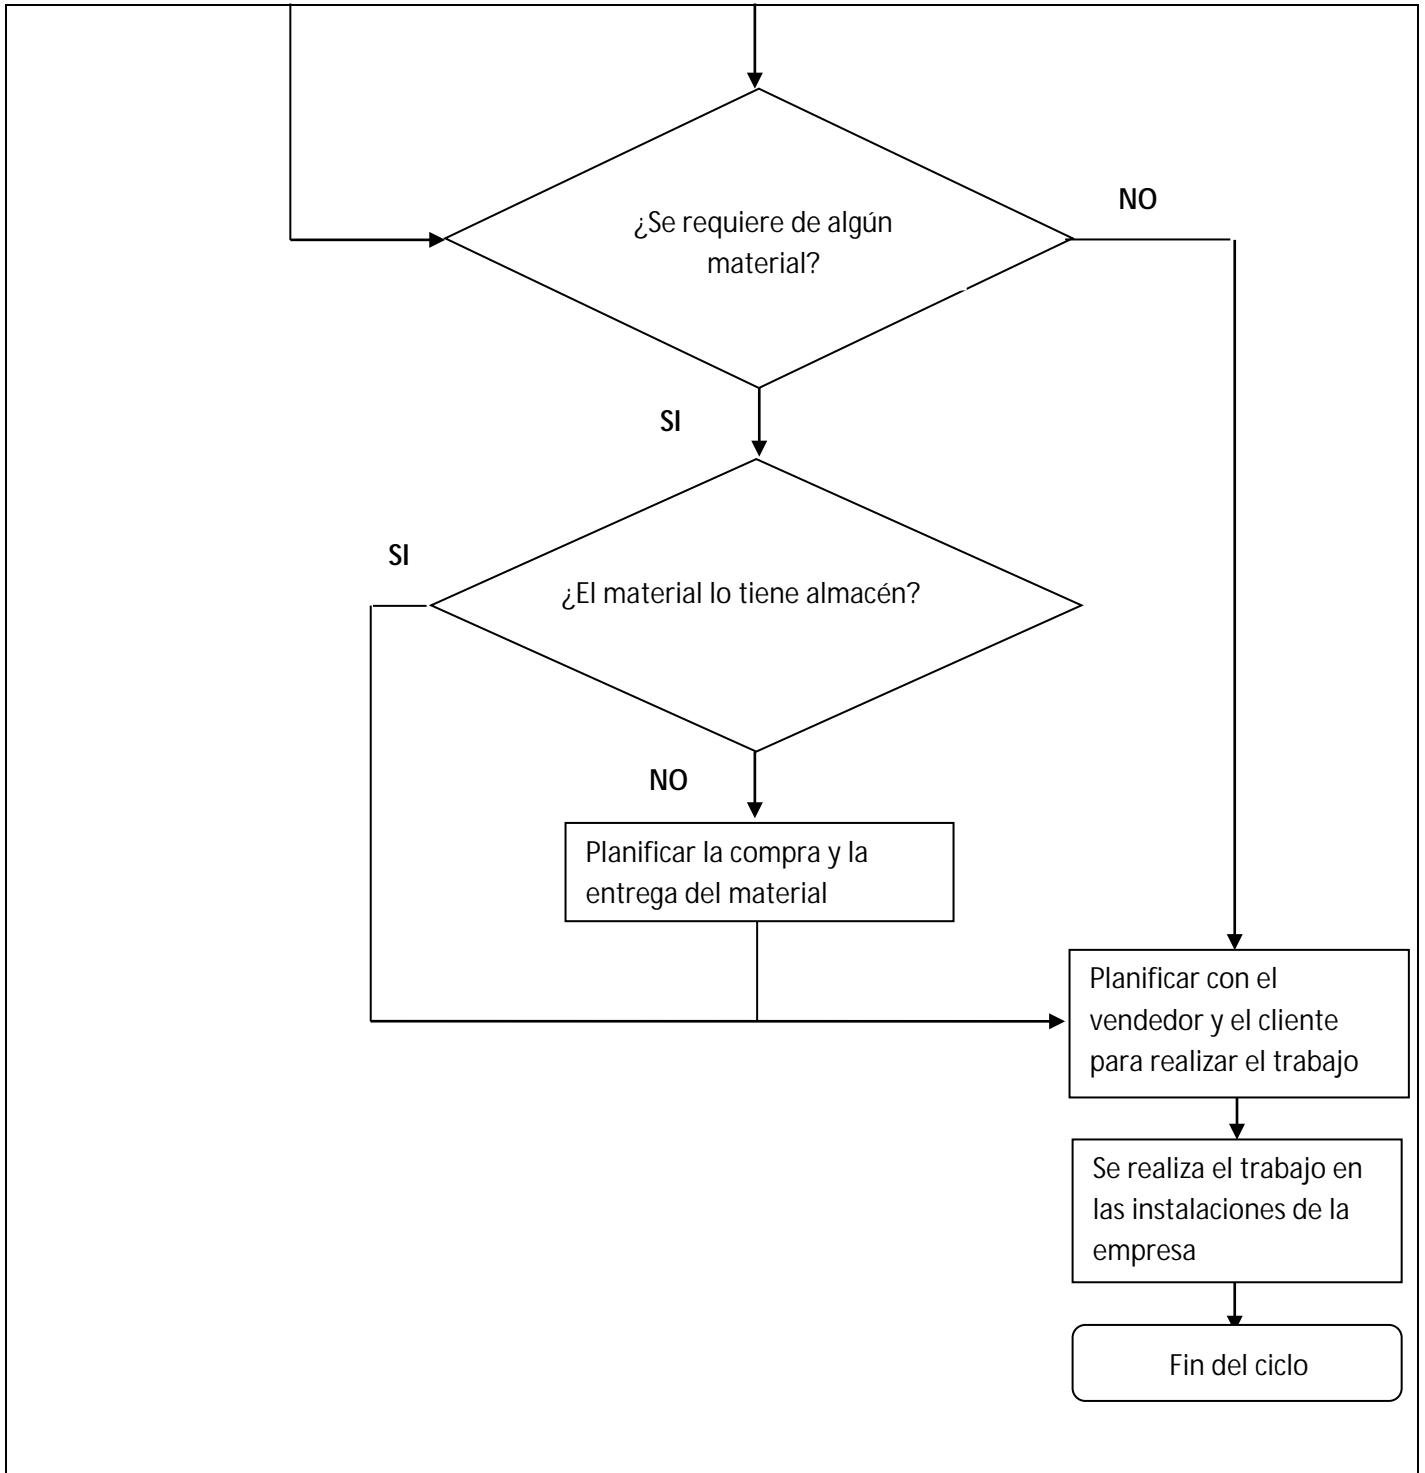 NO
¿Se requiere de algún
material?
SI
SI
¿El material lo tiene almacén?
NO
Planificar la compra y la
entrega del material
Planificar con el
vendedor y el cliente
para realizar el trabajo
Se realiza el trabajo en
las instalaciones de la
empresa
Fin del ciclo